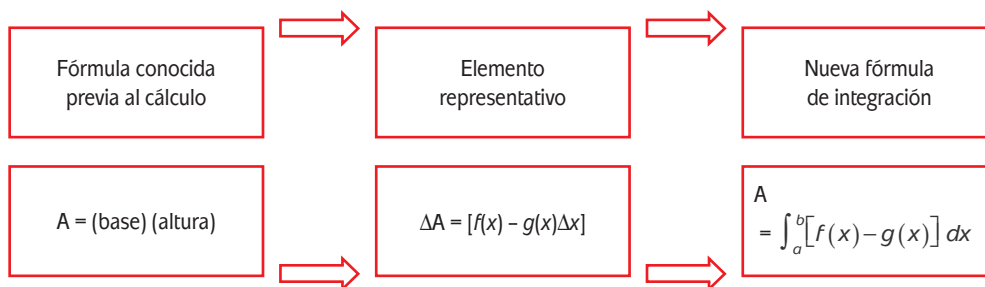 Fórmula conocida
previa al cálculo
Elemento
representativo
Nueva fórmula
de integración
A = (base) (altura)
ΔA = [f(x) – g(x)Δx]
A
= ∫ₐᵇ[f(x) – g(x)] dx